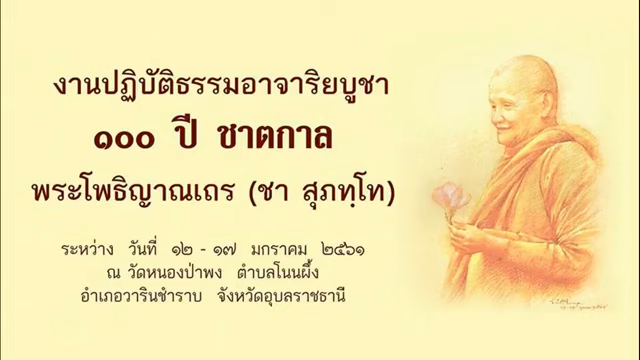 งานปฏิบัติธรรมอาจาริยบูชา
๑๐๐ ปี ชาตกาล
พระโพธิญาณเถร (ชา สุภทฺโท)
ระหว่าง วันที่ ๑๒ - ๑๗ มกราคม ๒๕๖๑
ณ วัดหนองป่าพง ตำบลโนนผึ้ง
อำเภอวารินชำราบ จังหวัดอุบลราชธานี